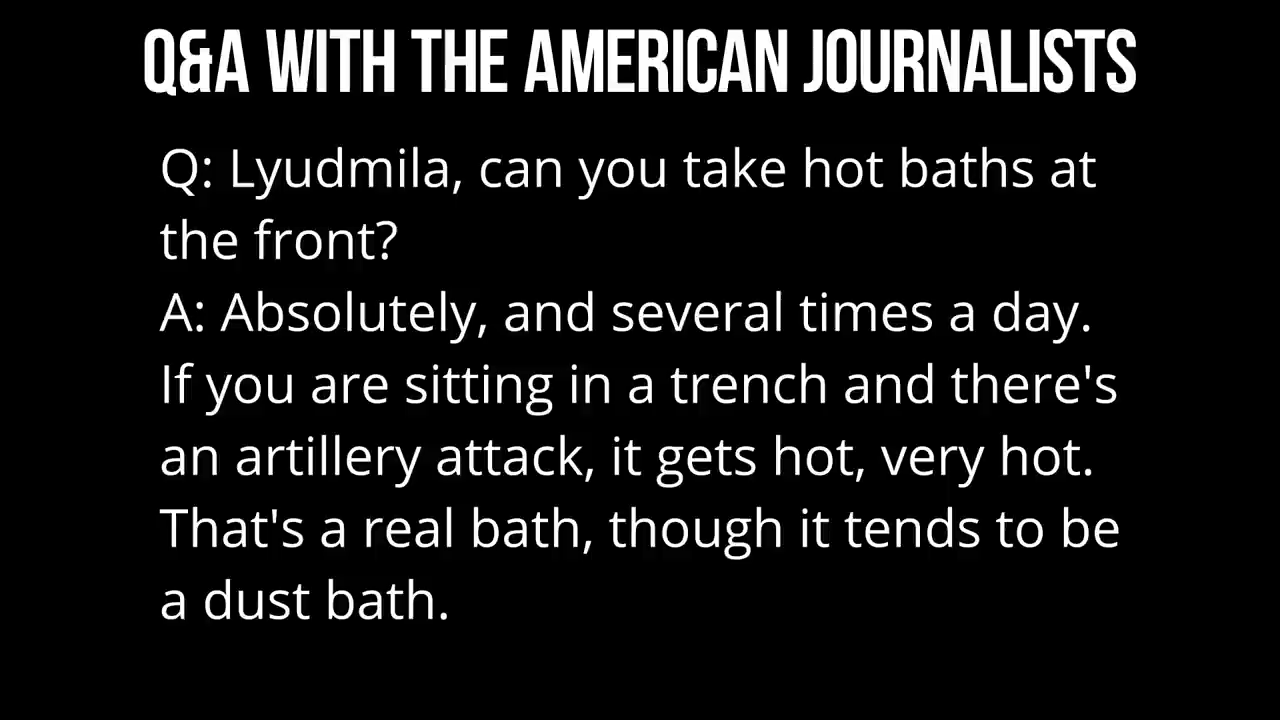 Q&A WITH THE AMERICAN JOURNALISTS
Q: Lyudmila, can you take hot baths at
the front?
A: Absolutely, and several times a day.
If you are sitting in a trench and there's
an artillery attack, it gets hot, very hot.
That's a real bath, though it tends to be
a dust bath.